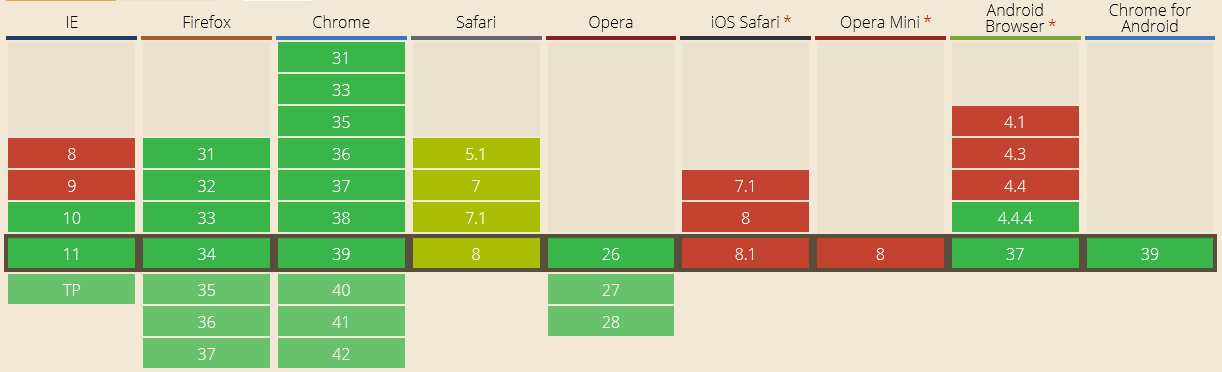 IE Firefox Chrome Safari Opera iOS Safari * Opera Mini * Android Browser * Chrome for Android
31
33
35 4.1
8 31 36 5.1 4.3
9 32 37 7 7.1 4.4
10 33 38 7.1 8 4.4.4
11 34 39 8 26 8.1 8 37 39
TP 35 40 27
36 41 28
37 42